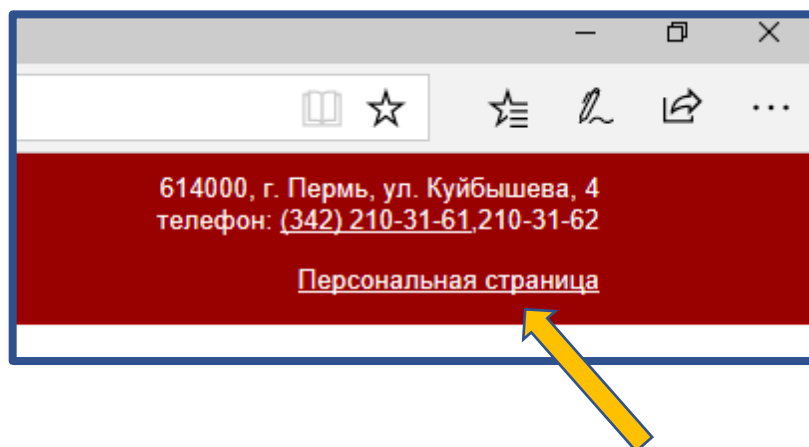 614000, г. Пермь, ул. Куйбышева, 4
телефон: (342) 210-31-61,210-31-62
Персональная страница